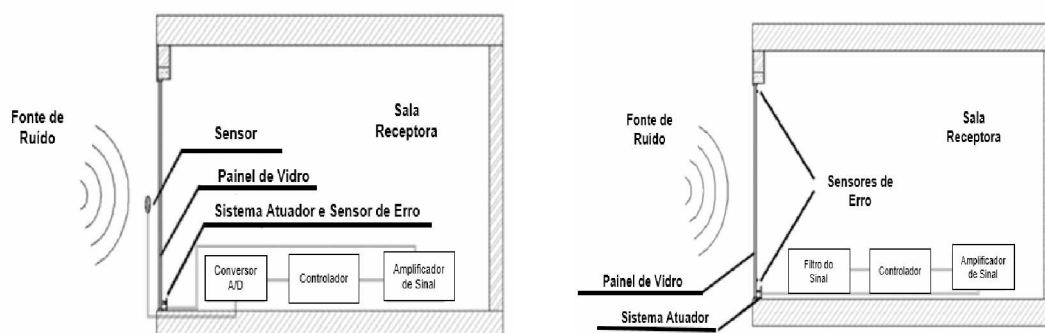 Fonte de
Ruído
Sensor
Sala
Receptora
Painel de Vidro
Sistema Atuador e Sensor de Erro
Conversor
A/D
Controlador
Amplificador
de Sinal
Fonte de
Ruído
Sala
Receptora
Sensores de
Erro
Painel de Vidro
Filtro do
Sinal
Controlador
Amplificador
de Sinal
Sistema Atuador